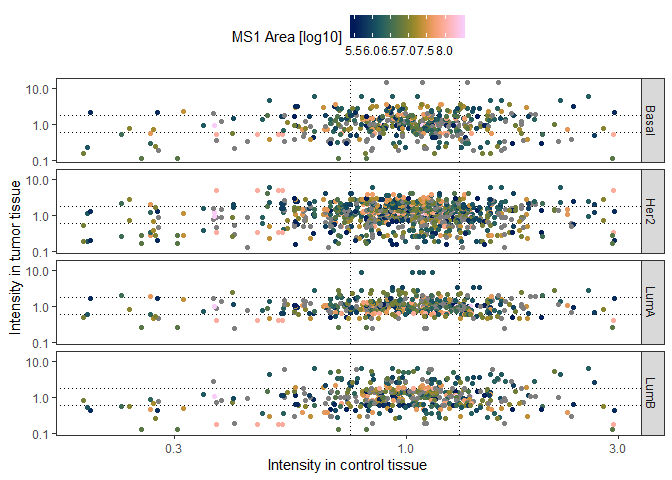 MS1 Area [log10]
5.56.06.57.07.58.0
Intensity in tumor tissue
10.0
1.0
0.1
Basal
10.0
1.0
0.1
Her2
10.0
1.0
0.1
LumA
10.0
1.0
0.1
LumB
0.3
1.0
3.0
Intensity in control tissue